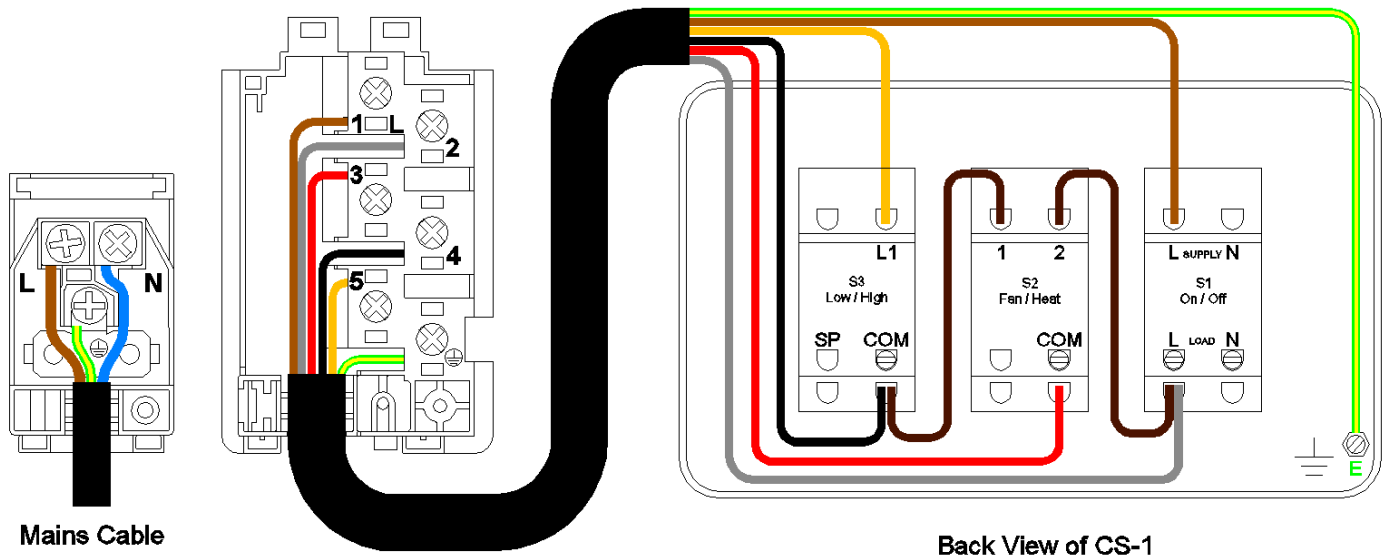 L N
Mains Cable
1 L
2
3
4
5
L1
S3
Low / High
SP COM
1 2
S2
Fan / Heat
COM
L SUPPLY N
S1
On / Off
L LOAD N
E
Back View of CS-1